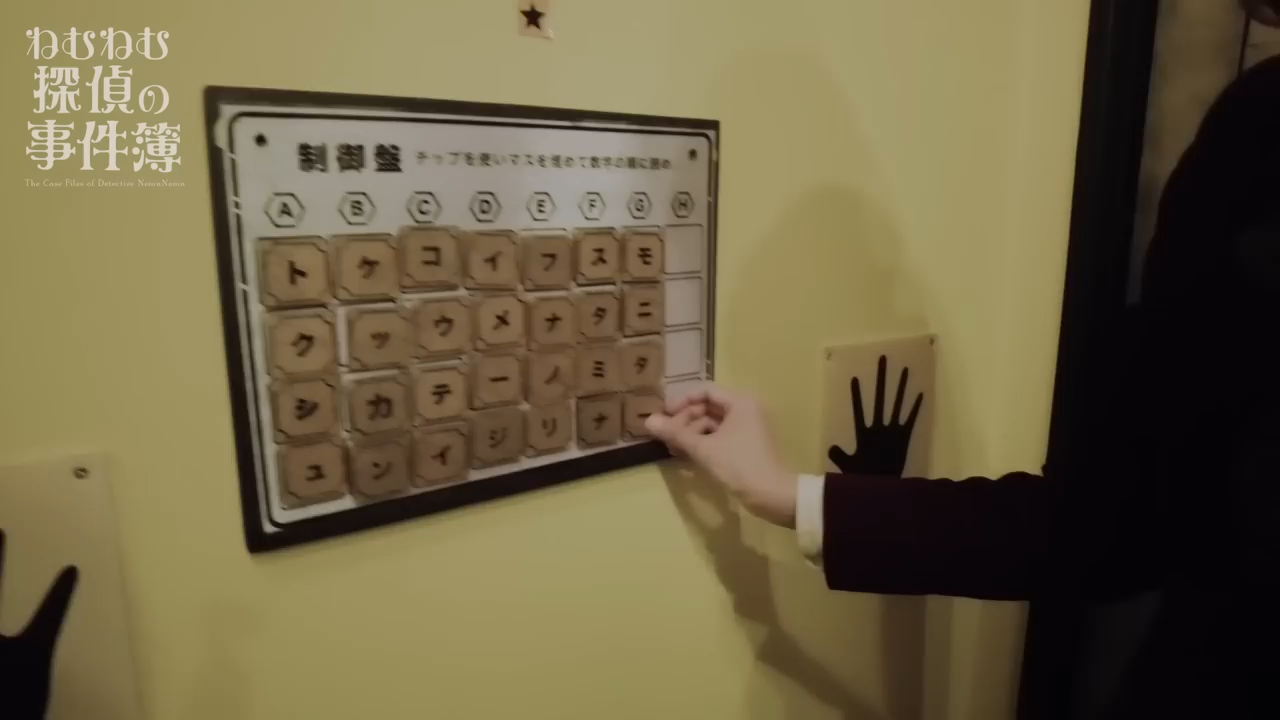 ねむねむ
探偵の
事件簿
The Case Files of Detective NemuNemu
制御盤 チップを使いマスを埋めて数字の順に読め
A B C D E F G H
ト ケ コ イ フ ス モ
ク ッ ウ メ ナ タ ニ
シ カ テ ー ノ ミ タ
ュ ン イ ジ リ ナ ー